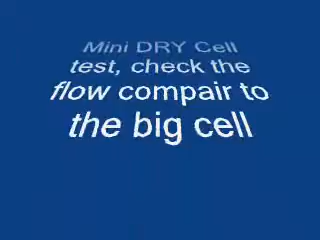 Mini DRY Cell
test, check the
flow compair to
the big cell